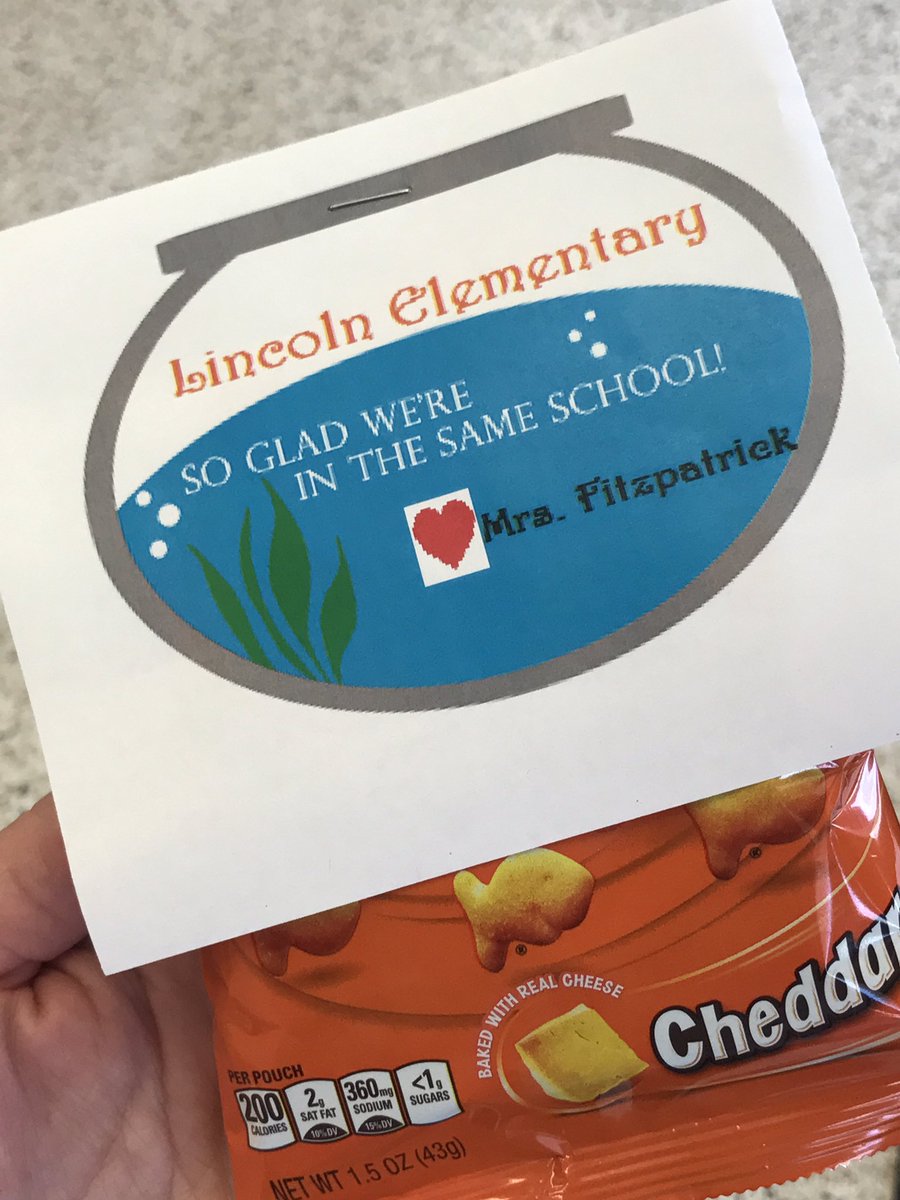 Lincoln Elementary
SO GLAD WE'RE
IN THE SAME SCHOOL!
Mrs. Fitzpatrick
®
®
BAKED WITH REAL CHEESE
Cheddar
PER POUCH
200
CALORIES
2g
SAT FAT
10% DV
360mg
SODIUM
15% DV
<1g
SUGARS
NET WT 1.5 OZ (43g)